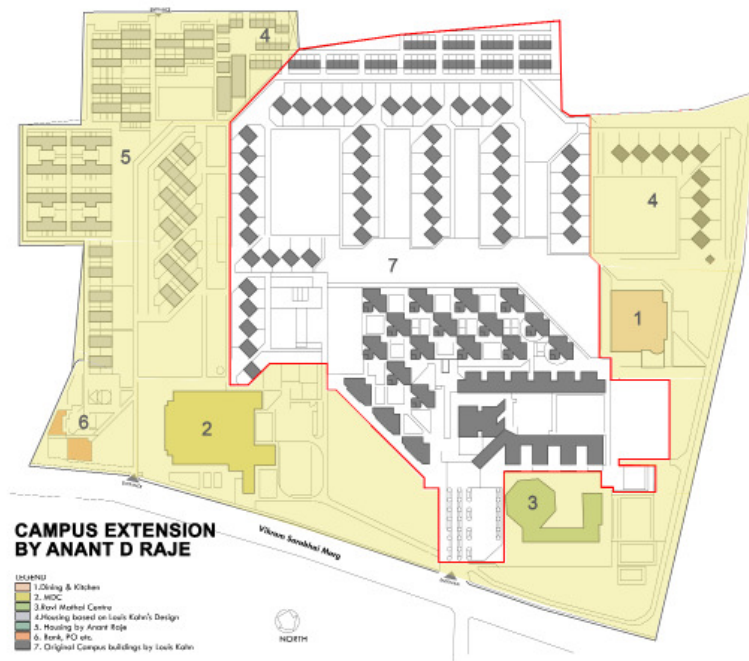 4
5
4
7
1
6
2
3
CAMPUS EXTENSION
BY ANANT D RAJE
Vikram Sarabhai Marg
LEGEND
1.Dining & Kitchen
2. MDC
3.Ravi Mathai Centre
4.Housing based on Louis Kahn's Design
5. Housing by Anant Raje
6. Bank, PO etc.
7. Original Campus buildings by Louis Kahn
NORTH